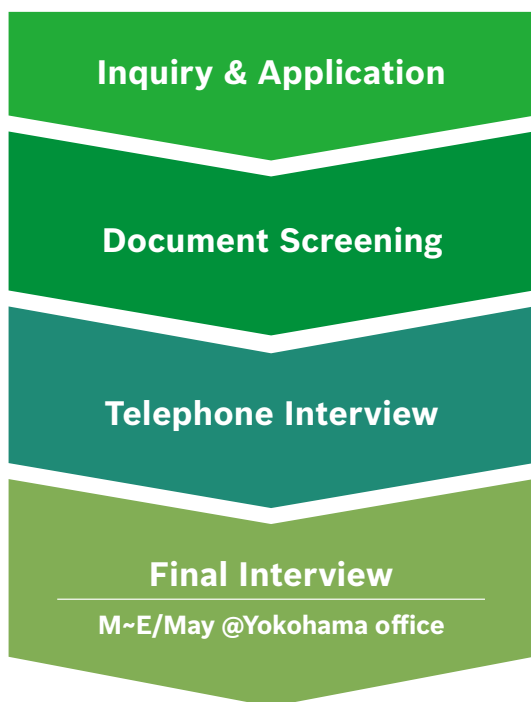 Inquiry & Application
Document Screening
Telephone Interview
Final Interview
M~E/May @Yokohama office